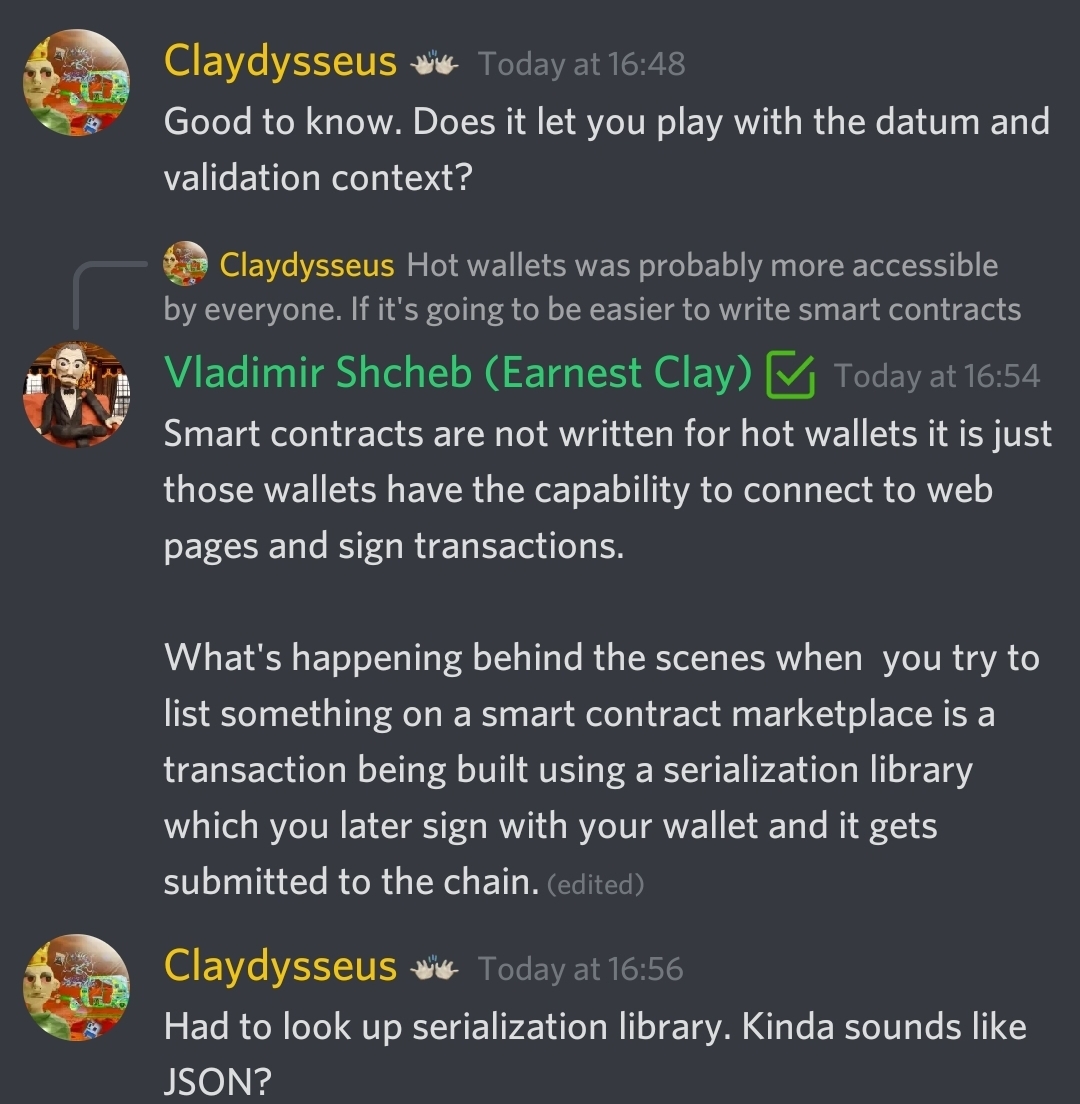 Claydysseus Today at 16:48
Good to know. Does it let you play with the datum and
validation context?
Claydysseus Hot wallets was probably more accessible
by everyone. If it's going to be easier to write smart contracts
Vladimir Shcheb (Earnest Clay) Today at 16:54
Smart contracts are not written for hot wallets it is just
those wallets have the capability to connect to web
pages and sign transactions.
What's happening behind the scenes when  you try to
list something on a smart contract marketplace is a
transaction being built using a serialization library
which you later sign with your wallet and it gets
submitted to the chain. (edited)
Claydysseus Today at 16:56
Had to look up serialization library. Kinda sounds like
JSON?